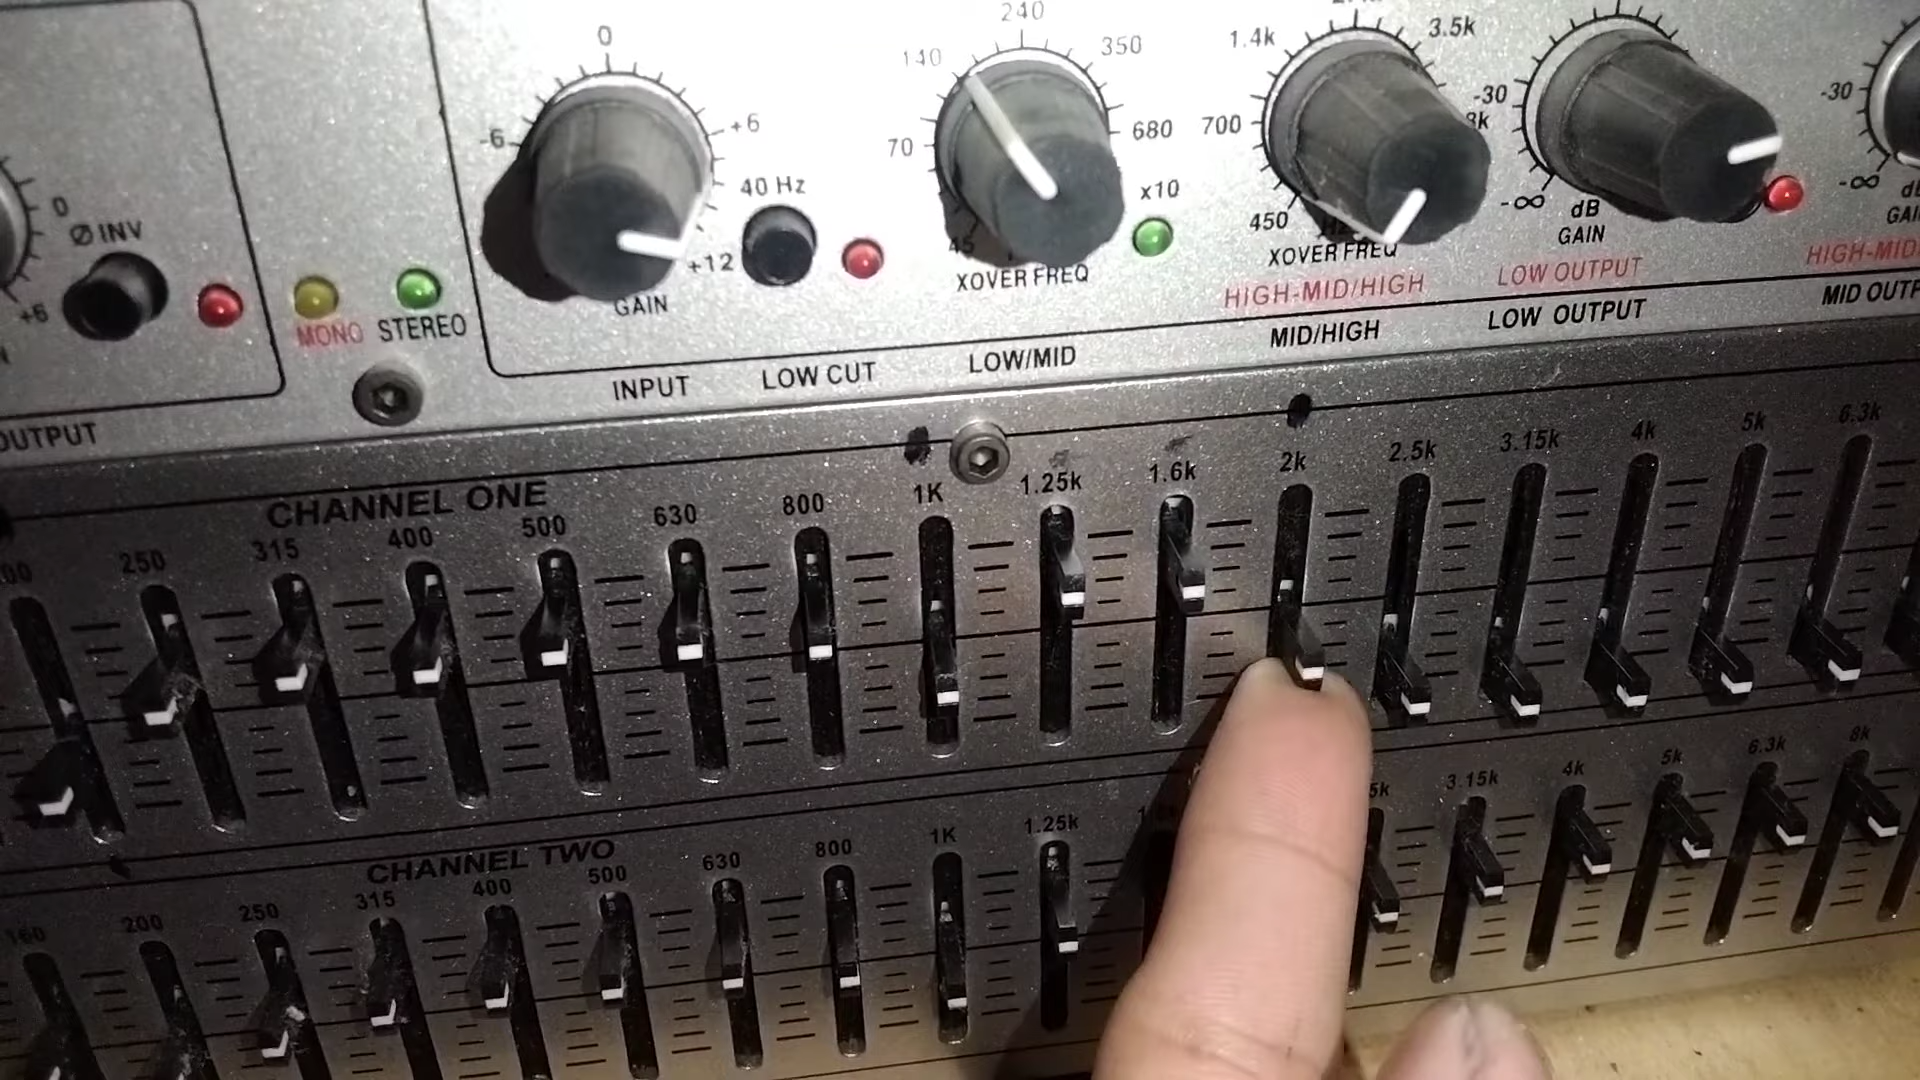 0 240
140 350 1.4k 3.5k
-6 +6 70 680 700 -30 -30
0 Ø INV 40 Hz x10 8k
+6 +12 45 450 -∞ dB -∞
GAIN XOVER FREQ XOVER FREQ GAIN
MONO STEREO HIGH-MID/HIGH LOW OUTPUT HIGH-MID
INPUT LOW CUT LOW/MID MID/HIGH LOW OUTPUT
OUTPUT
CHANNEL ONE
250 315 400 500 630 800 1K 1.25k 1.6k 2k 2.5k 3.15k 4k 5k 6.3k
CHANNEL TWO
160 200 250 315 400 500 630 800 1K 1.25k 3.15k 4k 5k 6.3k 8k